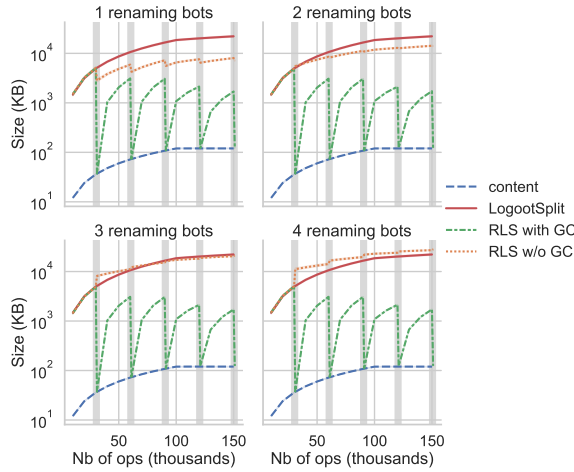 1 renaming bots
2 renaming bots
Size (KB)
10^4
10^3
10^2
10^1
content
LogootSplit
RLS with GC
RLS w/o GC
3 renaming bots
4 renaming bots
Size (KB)
10^4
10^3
10^2
10^1
50
100
150
50
100
150
Nb of ops (thousands)
Nb of ops (thousands)